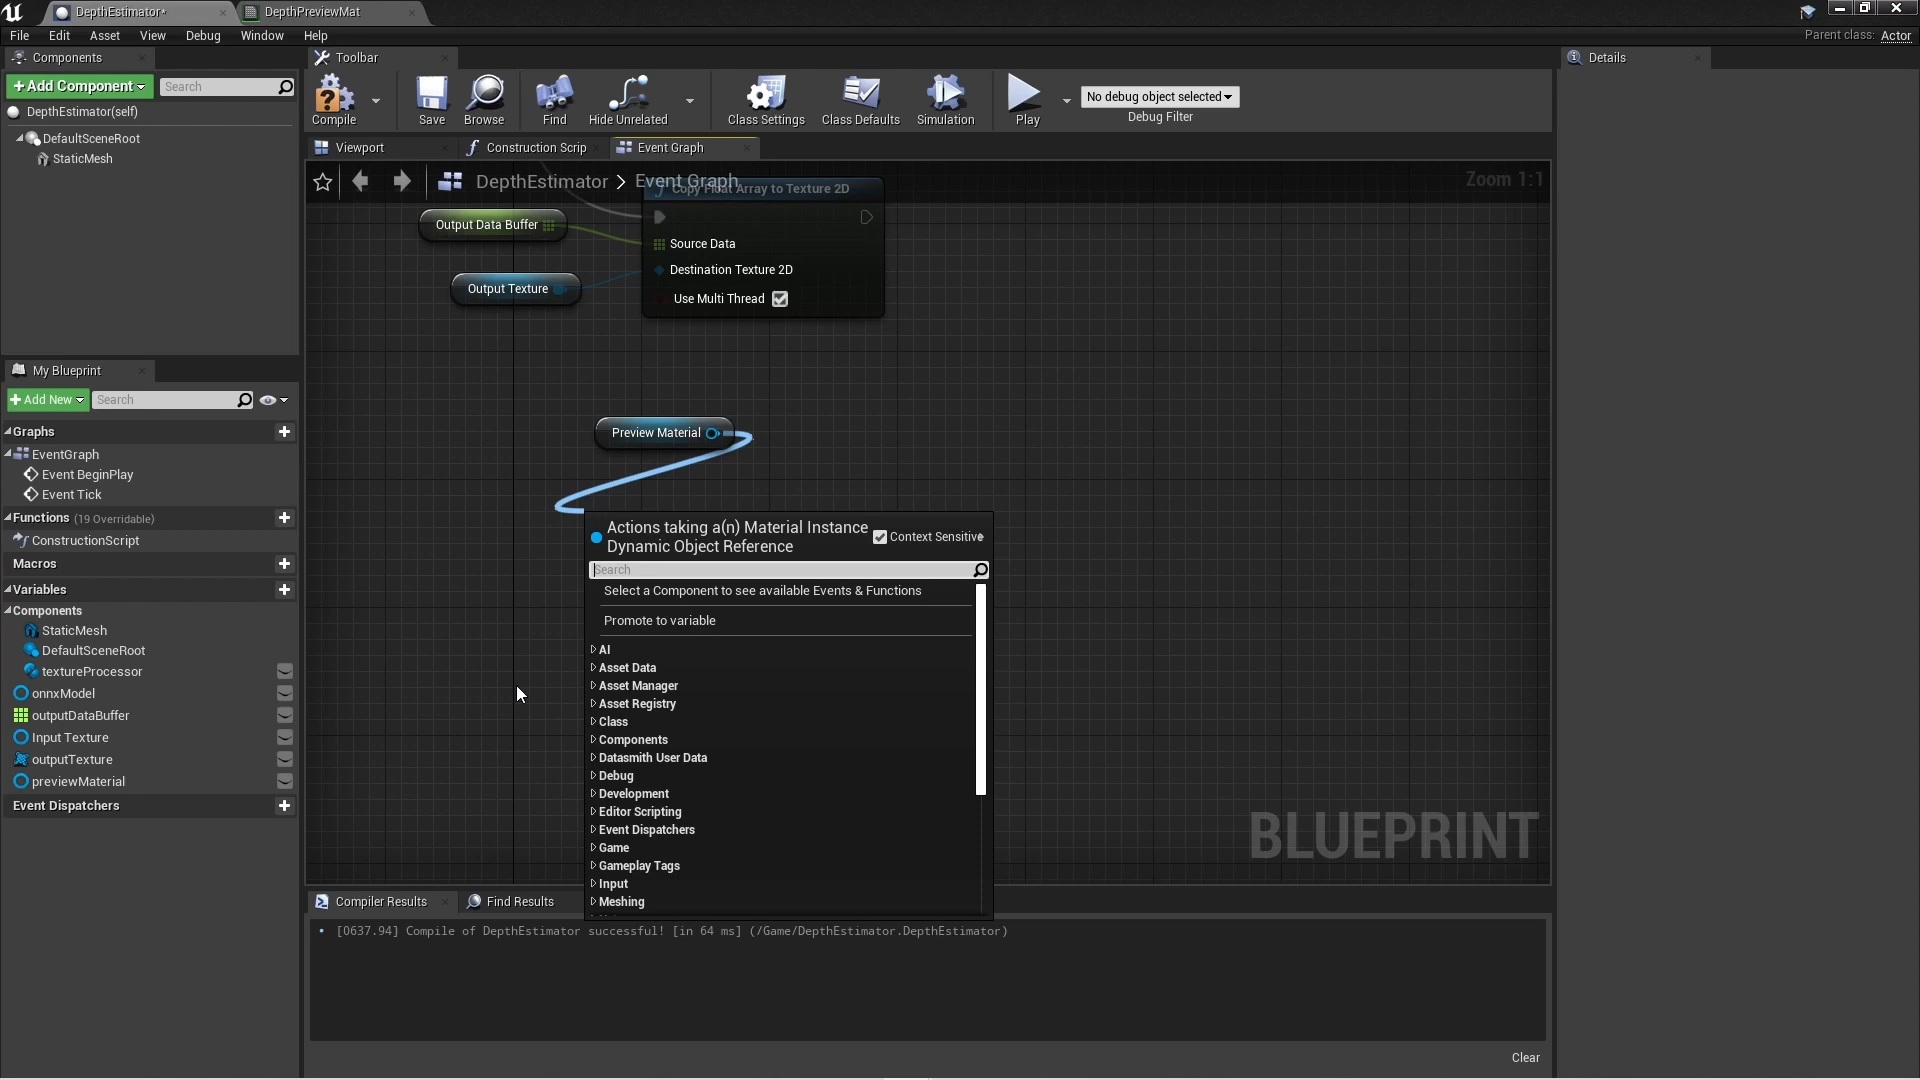 DepthEstimator*
DepthPreviewMat
File
Edit
Asset
View
Debug
Window
Help
Parent class: Actor
Components
Add Component
Search
DepthEstimator(self)
DefaultSceneRoot
StaticMesh
Toolbar
Compile
Save
Browse
Find
Hide Unrelated
Class Settings
Class Defaults
Simulation
Play
No debug object selected
Debug Filter
Details
Viewport
Construction Scrip
Event Graph
DepthEstimator > Event Graph
Zoom 1:1
Copy Float Array to Texture 2D
Output Data Buffer
Source Data
Destination Texture 2D
Output Texture
Use Multi Thread
Preview Material
Actions taking a(n) Material Instance
Dynamic Object Reference
Context Sensitive
Search
Select a Component to see available Events & Functions
Promote to variable
AI
Asset Data
Asset Manager
Asset Registry
Class
Components
Datasmith User Data
Debug
Development
Editor Scripting
Event Dispatchers
Game
Gameplay Tags
Input
Meshing
BLUEPRINT
My Blueprint
Add New
Search
Graphs
EventGraph
Event BeginPlay
Event Tick
Functions (19 Overridable)
ConstructionScript
Macros
Variables
Components
StaticMesh
DefaultSceneRoot
textureProcessor
onnxModel
outputDataBuffer
Input Texture
outputTexture
previewMaterial
Event Dispatchers
Compiler Results
Find Results
[0637.94] Compile of DepthEstimator successful! [in 64 ms] (/Game/DepthEstimator.DepthEstimator)
Clear